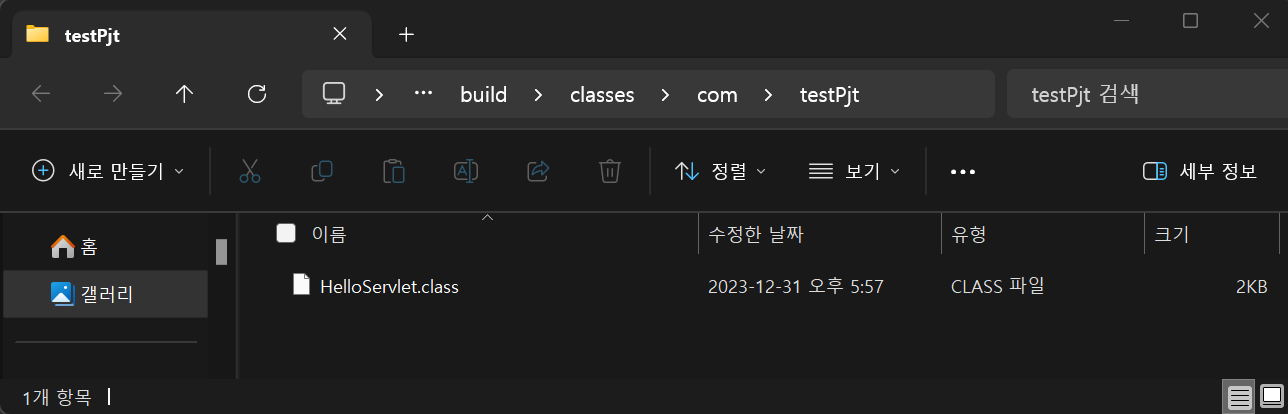 testPjt
build classes com testPjt testPjt 검색
새로 만들기 정렬 보기 세부 정보
홈
갤러리
이름 수정한 날짜 유형 크기
HelloServlet.class 2023-12-31 오후 5:57 CLASS 파일 2KB
1개 항목